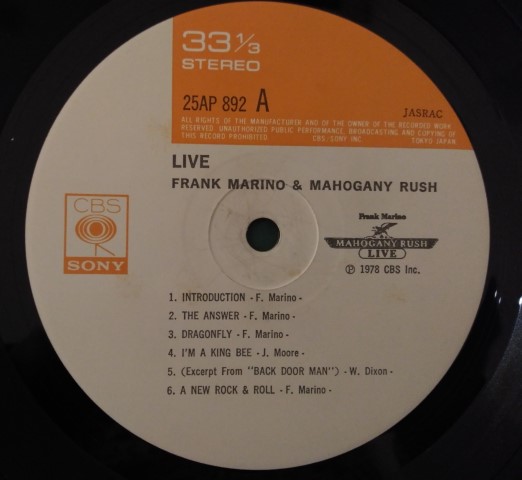 33 1/3
STEREO
25AP 892 A
JASRAC
ALL RIGHTS OF THE MANUFACTURER AND OF THE OWNER OF THE RECORDED WORK
RESERVED. UNAUTHORIZED PUBLIC PERFORMANCE, BROADCASTING AND COPYING OF
THIS RECORD PROHIBITED. CBS/SONY INC. TOKYO JAPAN
LIVE
FRANK MARINO & MAHOGANY RUSH
CBS
SONY
Frank Marino
MAHOGANY RUSH
LIVE
℗ 1978 CBS Inc.
1. INTRODUCTION - F. Marino -
2. THE ANSWER - F. Marino -
3. DRAGONFLY - F. Marino -
4. I'M A KING BEE - J. Moore -
5. (Excerpt From "BACK DOOR MAN") - W. Dixon -
6. A NEW ROCK & ROLL - F. Marino -